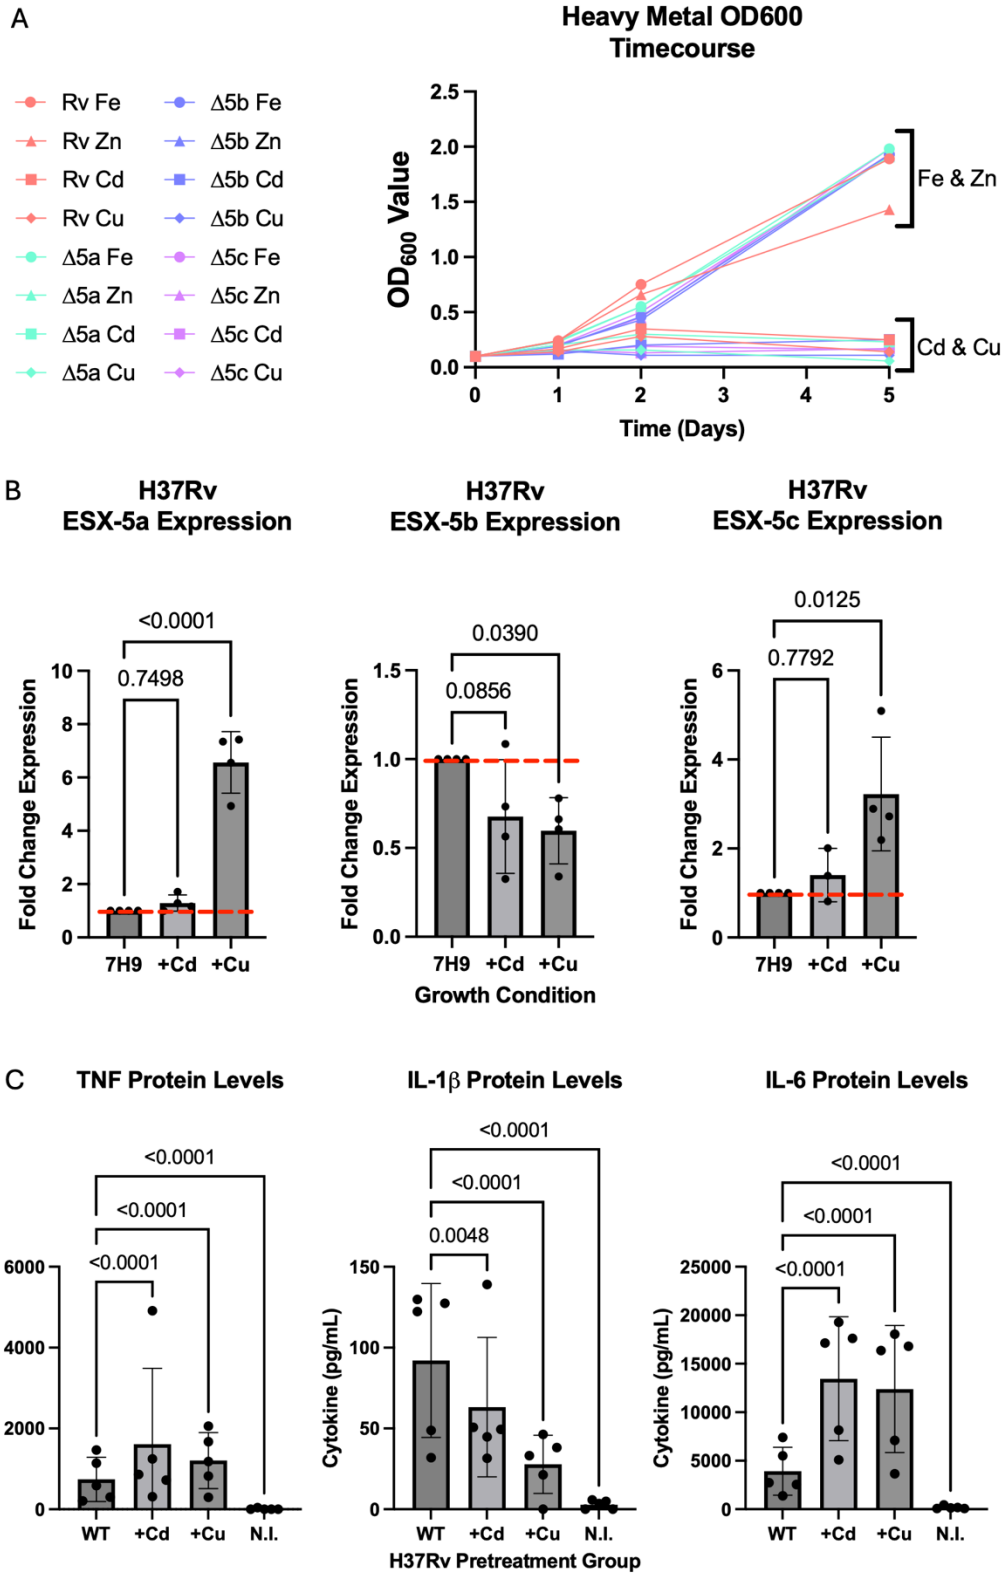 A
Heavy Metal OD600
Timecourse
Rv Fe
Rv Zn
Rv Cd
Rv Cu
Δ5a Fe
Δ5a Zn
Δ5a Cd
Δ5a Cu
Δ5b Fe
Δ5b Zn
Δ5b Cd
Δ5b Cu
Δ5c Fe
Δ5c Zn
Δ5c Cd
Δ5c Cu
OD600 Value
2.5
2.0
1.5
1.0
0.5
0.0
0 1 2 3 4 5
Time (Days)
Fe & Zn
Cd & Cu
B
H37Rv
ESX-5a Expression
<0.0001
0.7498
Fold Change Expression
10
8
6
4
2
0
7H9 +Cd +Cu
H37Rv
ESX-5b Expression
0.0390
0.0856
Fold Change Expression
1.5
1.0
0.5
0.0
7H9 +Cd +Cu
Growth Condition
H37Rv
ESX-5c Expression
0.0125
0.7792
Fold Change Expression
6
4
2
0
7H9 +Cd +Cu
C
TNF Protein Levels
<0.0001
<0.0001
<0.0001
6000
4000
2000
0
WT +Cd +Cu N.I.
IL-1β Protein Levels
<0.0001
<0.0001
0.0048
Cytokine (pg/mL)
150
100
50
0
WT +Cd +Cu N.I.
H37Rv Pretreatment Group
IL-6 Protein Levels
<0.0001
<0.0001
<0.0001
Cytokine (pg/mL)
25000
20000
15000
10000
5000
0
WT +Cd +Cu N.I.